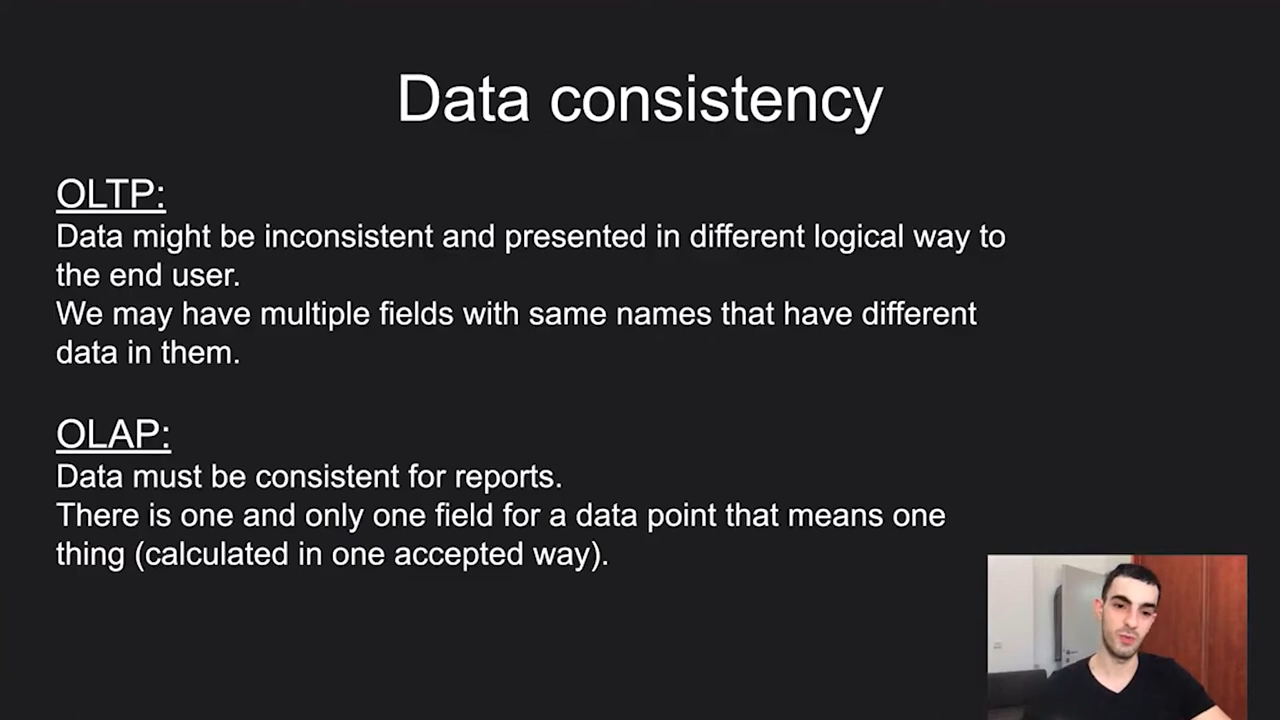 Data consistency
OLTP:
Data might be inconsistent and presented in different logical way to
the end user.
We may have multiple fields with same names that have different
data in them.
OLAP:
Data must be consistent for reports.
There is one and only one field for a data point that means one
thing (calculated in one accepted way).